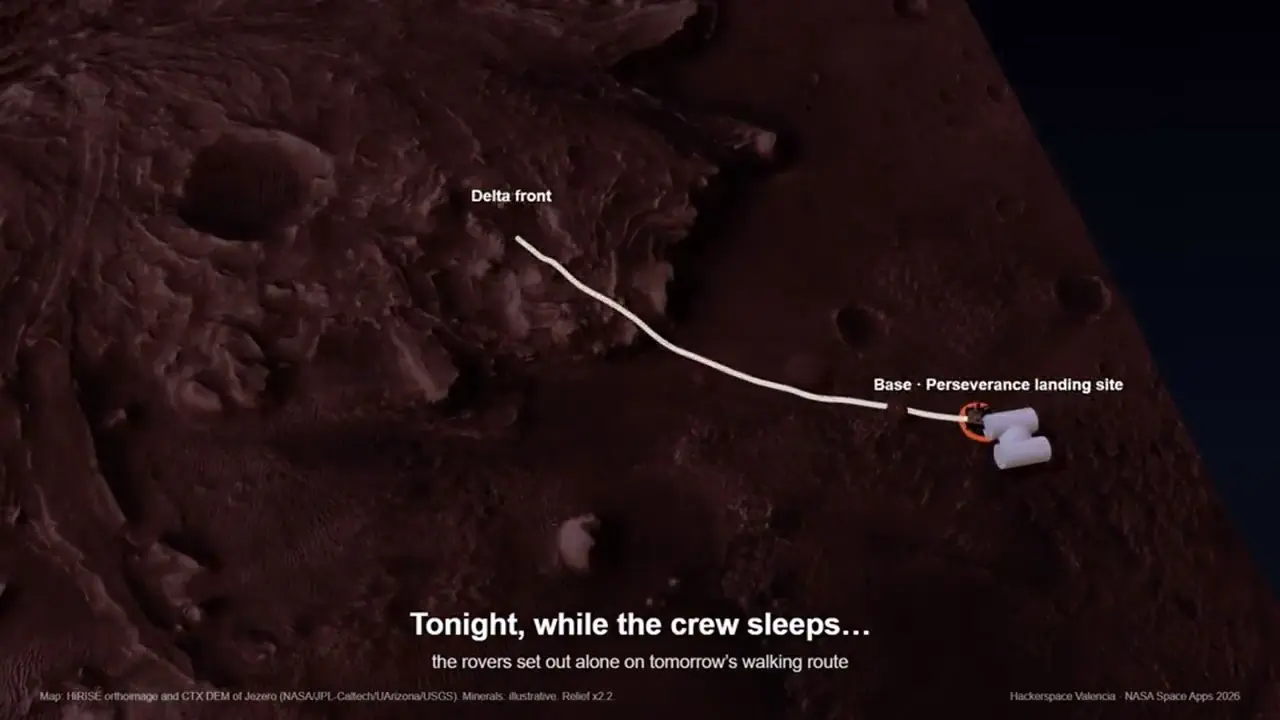 Delta front
Base · Perseverance landing site
Tonight, while the crew sleeps…
the rovers set out alone on tomorrow's walking route
Map: HiRISE orthoimage and CTX DEM of Jezero (NASA/JPL-Caltech/UArizona/USGS). Minerals: illustrative. Relief x2.2.
Hackerspace Valencia · NASA Space Apps 2026